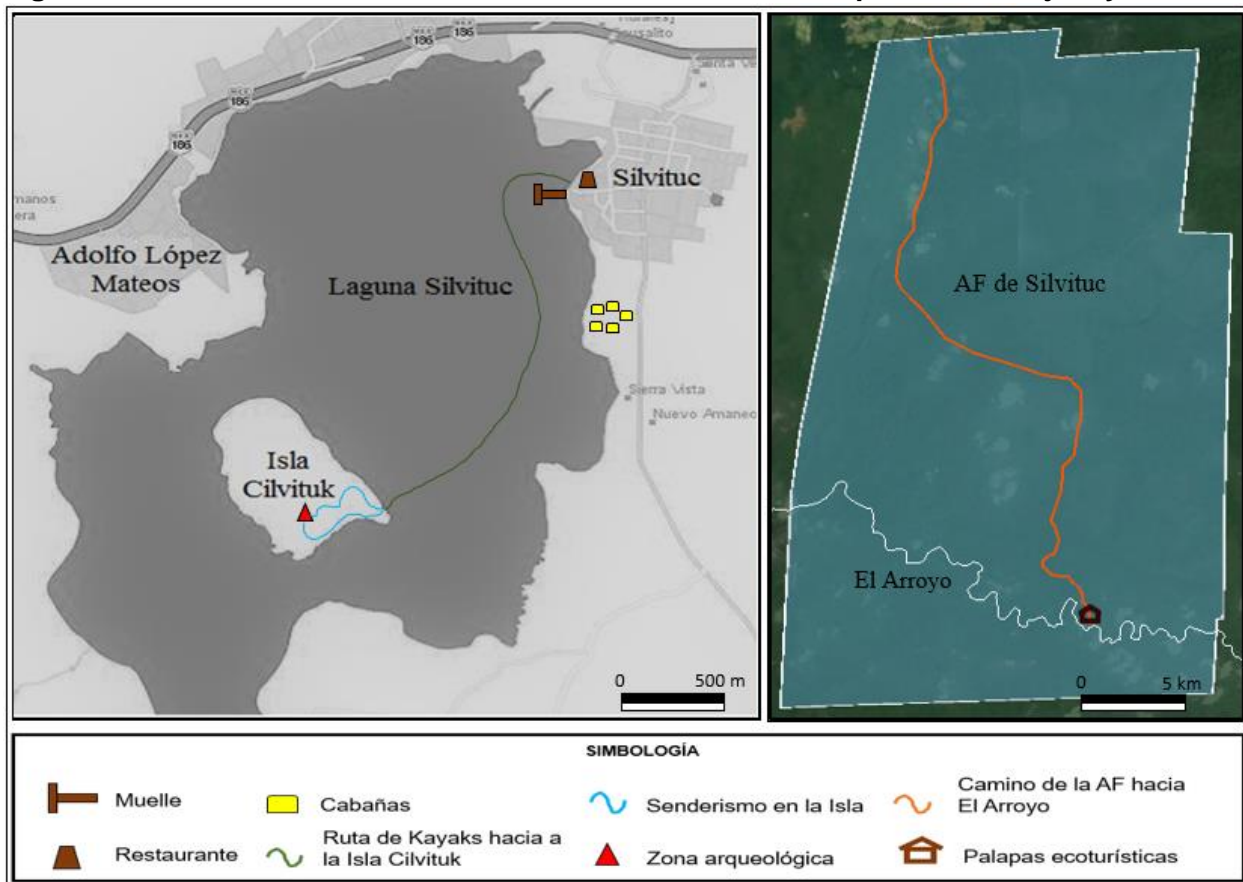 186
186
186
186
Silvituc
Adolfo López
Mateos
Laguna Silvituc
Sierra Vista
Isla
Cilvituk
0 500 m
AF de Silvituc
El Arroyo
0 5 km
SIMBOLOGÍA
Muelle
Cabañas
Senderismo en la Isla
Camino de la AF hacia
El Arroyo
Restaurante
Ruta de Kayaks hacia a
la Isla Cilvituk
Zona arqueológica
Palapas ecoturísticas